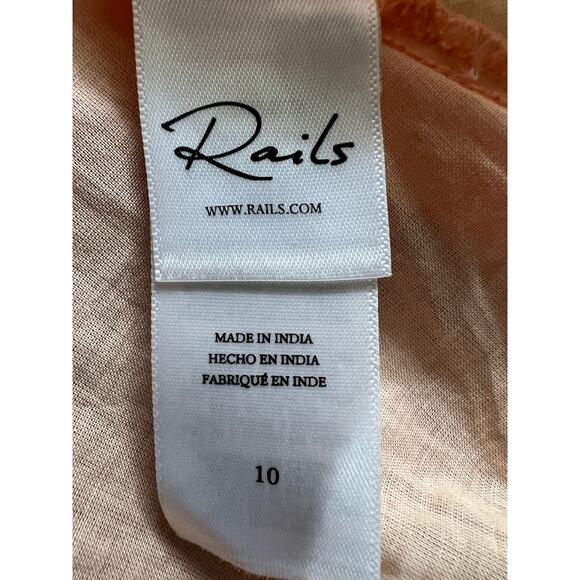 Rails
WWW.RAILS.COM
MADE IN INDIA
HECHO EN INDIA
FABRIQUÉ EN INDE
10